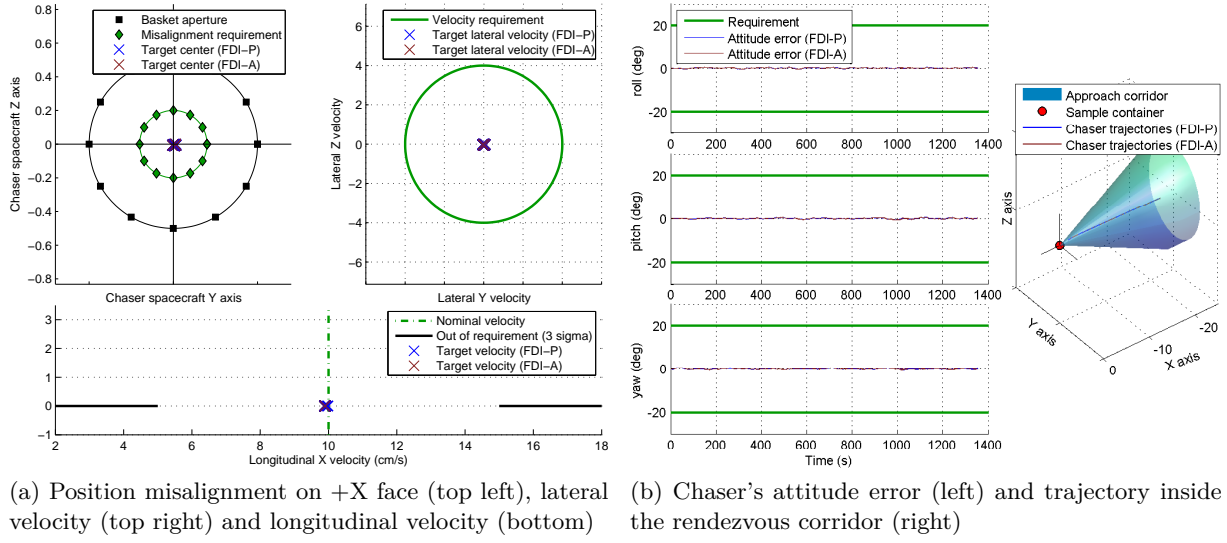 Basket aperture
Misalignment requirement
Target center (FDI−P)
Target center (FDI−A)
0.8
0.6
0.4
0.2
0
−0.2
−0.4
−0.6
−0.8
Chaser spacecraft Z axis
Chaser spacecraft Y axis
Velocity requirement
Target lateral velocity (FDI−P)
Target lateral velocity (FDI−A)
6
4
2
0
−2
−4
−6
Lateral Z velocity
Lateral Y velocity
Nominal velocity
Out of requirement (3 sigma)
Target velocity (FDI−P)
Target velocity (FDI−A)
3
2
1
0
−1
2 4 6 8 10 12 14 16 18
Longitudinal X velocity (cm/s)
Requirement
Attitude error (FDI−P)
Attitude error (FDI−A)
20
0
-20
roll (deg)
0 200 400 600 800 1000 1200 1400
20
0
-20
pitch (deg)
0 200 400 600 800 1000 1200 1400
20
0
-20
yaw (deg)
0 200 400 600 800 1000 1200 1400
Time (s)
Approach corridor
Sample container
Chaser trajectories (FDI−P)
Chaser trajectories (FDI−A)
Z axis
Y axis
X axis
0
-10
-20
(a) Position misalignment on +X face (top left), lateral
velocity (top right) and longitudinal velocity (bottom)
(b) Chaser's attitude error (left) and trajectory inside
the rendezvous corridor (right)